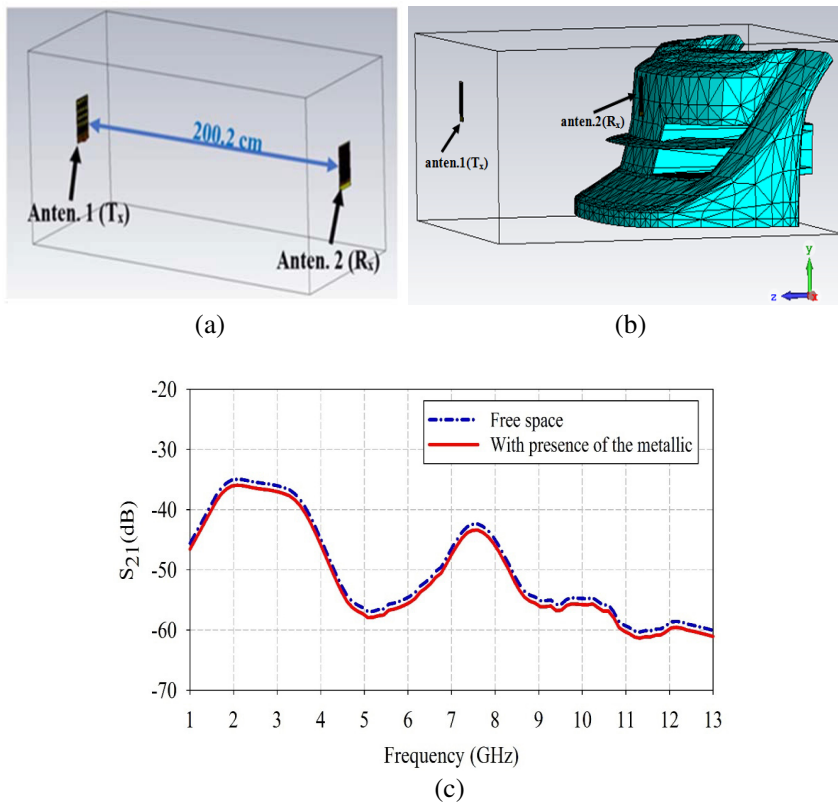 200.2 cm
Anten. 1 (Tx)
Anten. 2 (Rx)
(a)
anten.1(Tx)
anten.2(Rx)
y
z
x
(b)
-20
-30
-40
-50
-60
-70
S21(dB)
Free space
With presence of the metallic
1 2 3 4 5 6 7 8 9 10 11 12 13
Frequency (GHz)
(c)